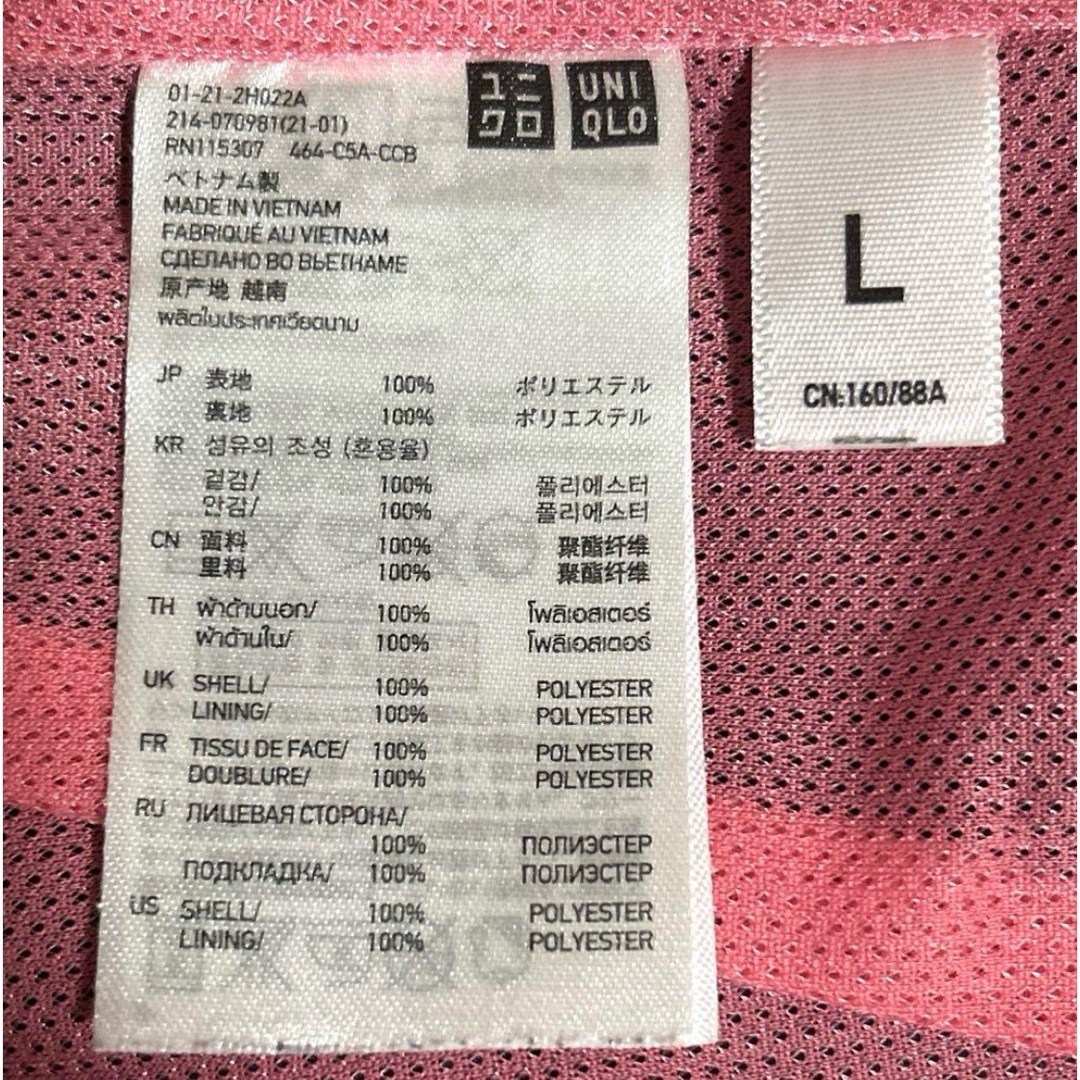 01-21-2H022A
214-070981(21-01)
RN115307 464-C5A-CCB
ユニクロ
UNIQLO
ベトナム製
MADE IN VIETNAM
FABRIQUÉ AU VIETNAM
СДЕЛАНО ВО ВЬЕТНАМЕ
原产地 越南
ผลิตในประเทศเวียดนาม
JP 表地 100% ポリエステル
裏地 100% ポリエステル
KR 섬유의 조성 (혼용율)
겉감/ 100% 폴리에스터
안감/ 100% 폴리에스터
CN 面料 100% 聚酯纤维
里料 100% 聚酯纤维
TH ผ้าด้านนอก/ 100% โพลิเอสเตอร์
ผ้าด้านใน/ 100% โพลิเอสเตอร์
UK SHELL/ 100% POLYESTER
LINING/ 100% POLYESTER
FR TISSU DE FACE/ 100% POLYESTER
DOUBLURE/ 100% POLYESTER
RU ЛИЦЕВАЯ СТОРОНА/
100% ПОЛИЭСТЕР
ПОДКЛАДКА/ 100% ПОЛИЭСТЕР
US SHELL/ 100% POLYESTER
LINING/ 100% POLYESTER
L
CN:160/88A